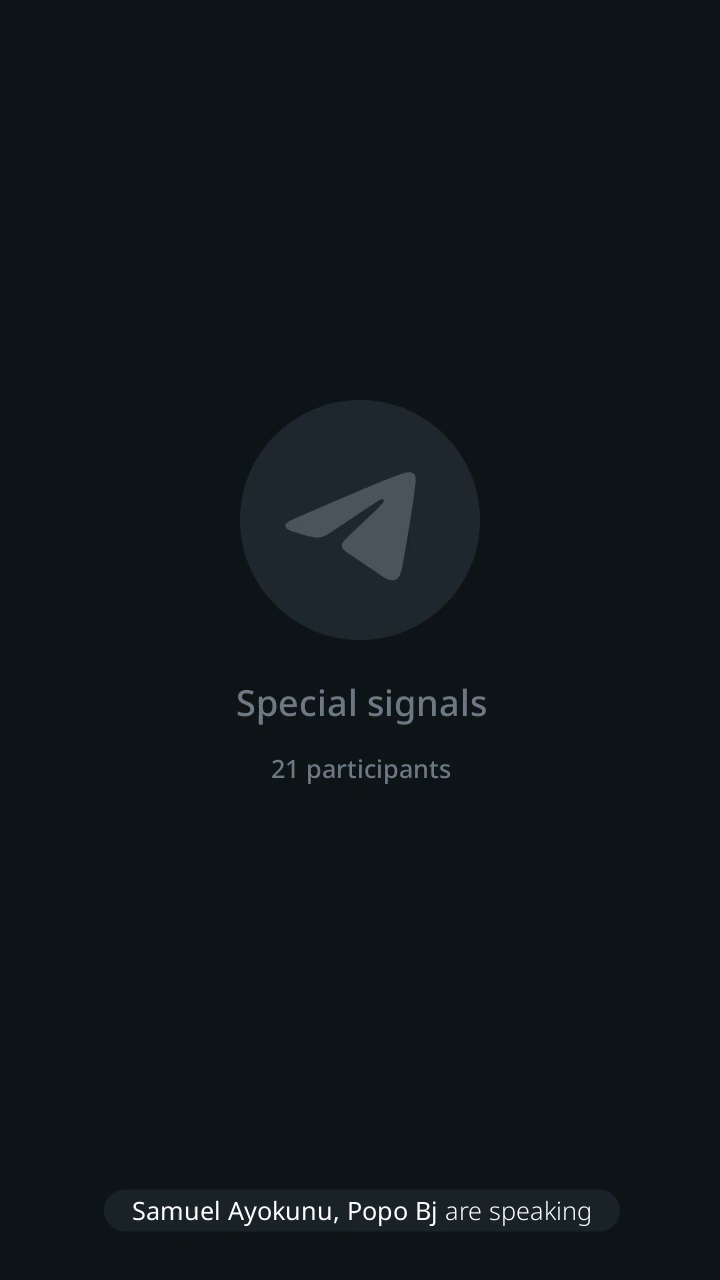 Special signals
21 participants
Samuel Ayokunu, Popo Bj are speaking